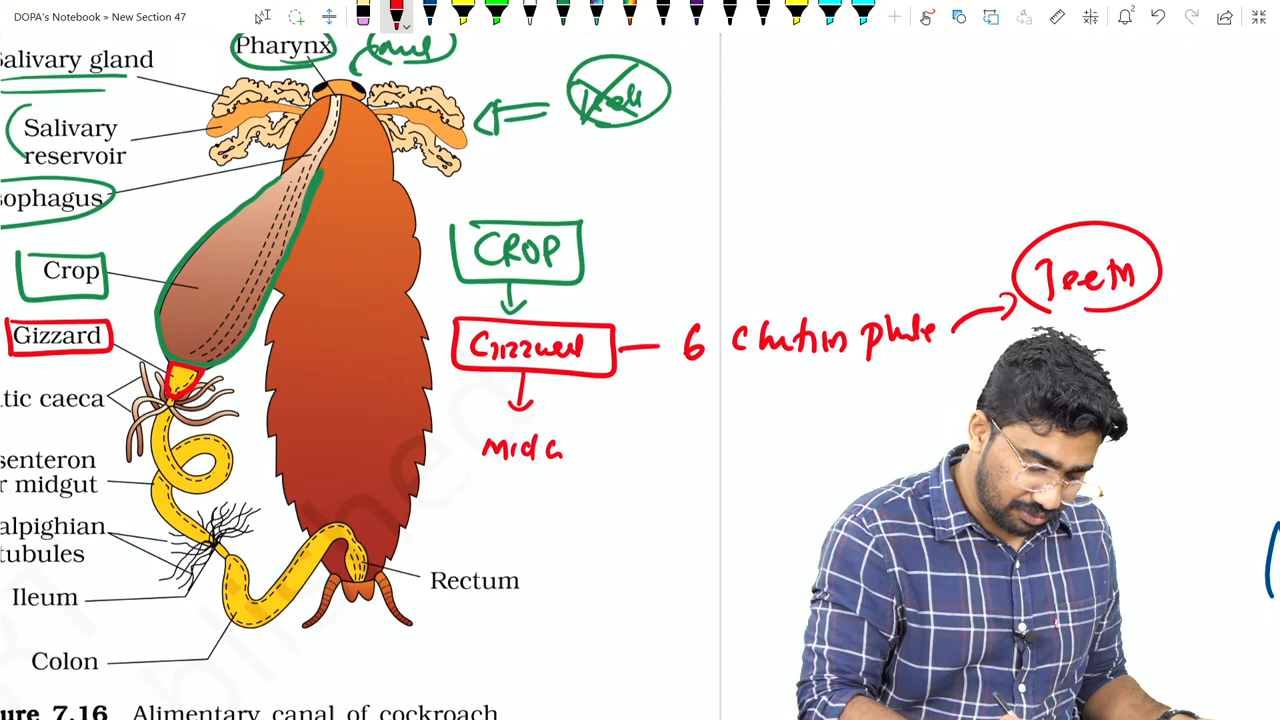 DOPA's Notebook » New Section 47
Pharynx
Salivary gland
Salivary
reservoir
sophagus
CROP
Crop
Teeth
Gizzard
Gizzard — 6 chitin plate
tic caeca
Mid G
senteron
r midgut
alpighian
tubules
Rectum
Ileum
Colon
ure 7.16 Alimentary canal of cockroach